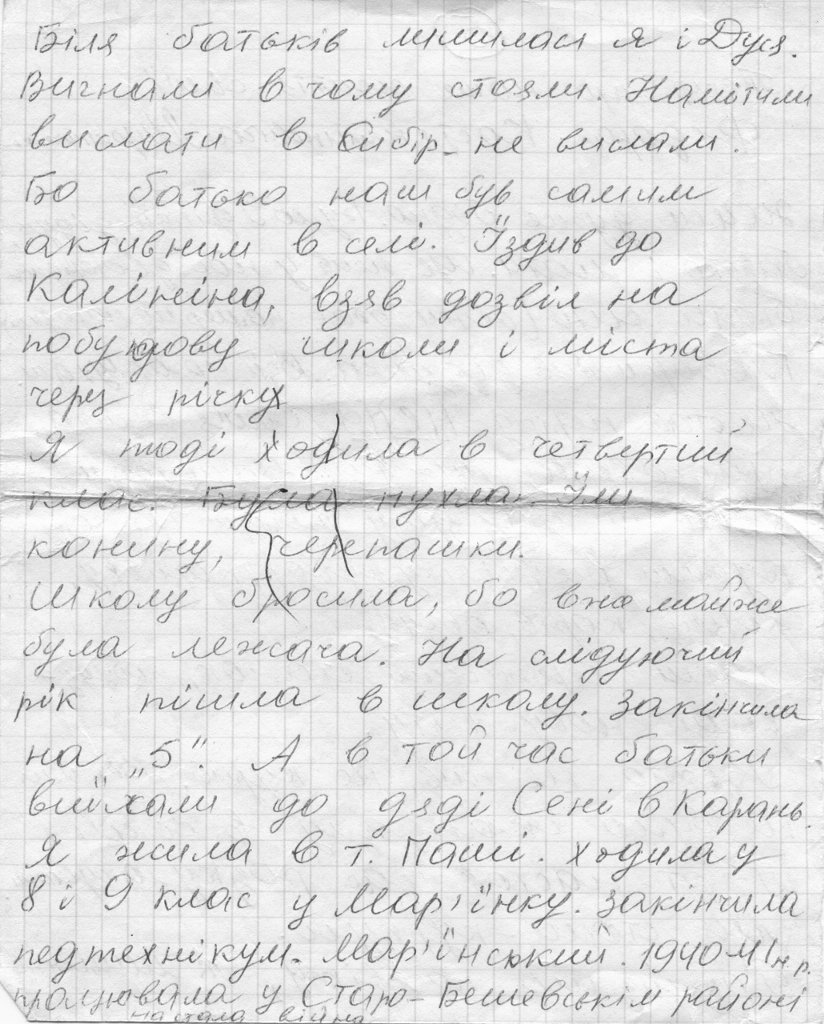 Біля батьків лишилася я і Дуся.
Вигнали в чому стояли. Намітили
вислати в Сибір - не вислали.
Бо батько наш був самим
активним в селі. Їздив до
Калініна, взяв дозвіл на
побудову школи і міста
через річку
Я тоді ходила в четвертий
клас. Була пухла. Їли
конину, черепашки.
Школу бросила, бо вже майже
була лежача. На слідуючий
рік пішла в школу. Закінчила
на „5". А в той час батьки
виїхали до дяді Сені в Карань.
Я жила в т. Паші. Ходила у
8 і 9 клас у Мар'їнку. Закінчила
педтехнікум. Мар'їнський. 1940-41
працювала у Старо-Бешевськім районі
настала війна